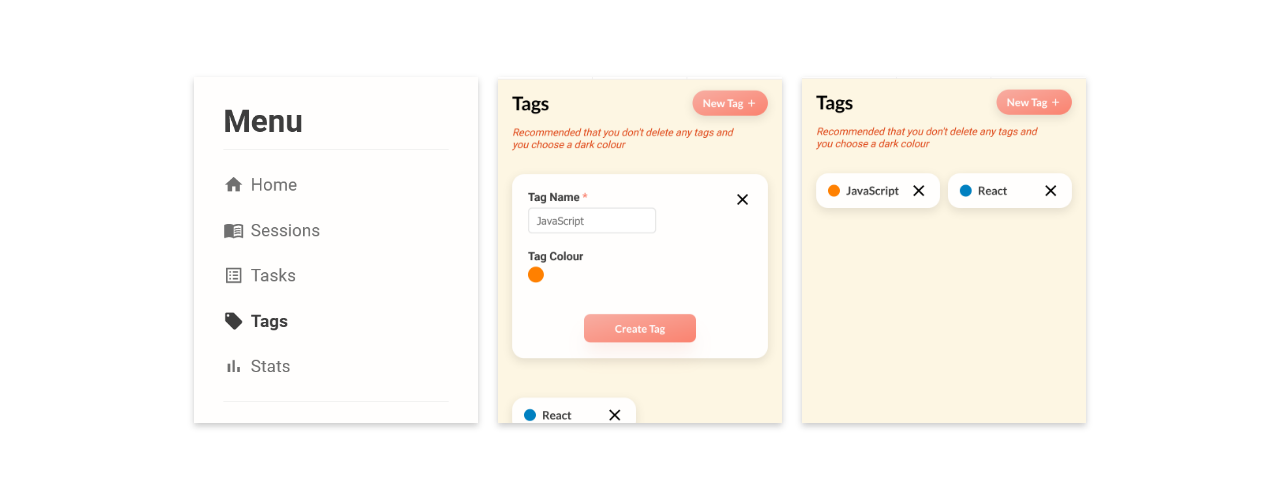 Menu
Home
Sessions
Tasks
Tags
Stats
Tags
New Tag +
Recommended that you don't delete any tags and
you choose a dark colour
Tag Name *
JavaScript
Tag Colour
Create Tag
React
Tags
New Tag +
Recommended that you don't delete any tags and
you choose a dark colour
JavaScript
React